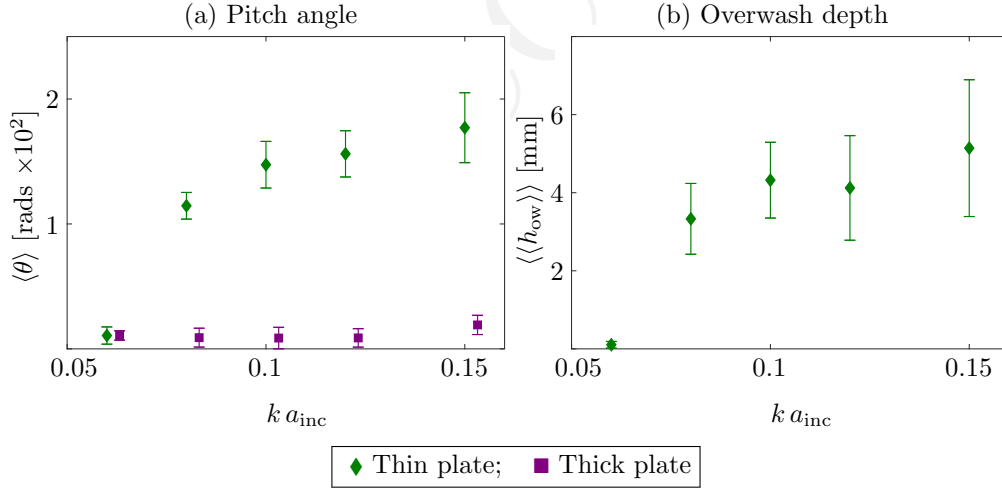 (a) Pitch angle
(b) Overwash depth
⟨θ⟩ [rads ×10²]
2
1
0.05
0.1
0.15
k a_inc
⟨⟨h_ow⟩⟩ [mm]
6
4
2
0.05
0.1
0.15
k a_inc
Thin plate; Thick plate